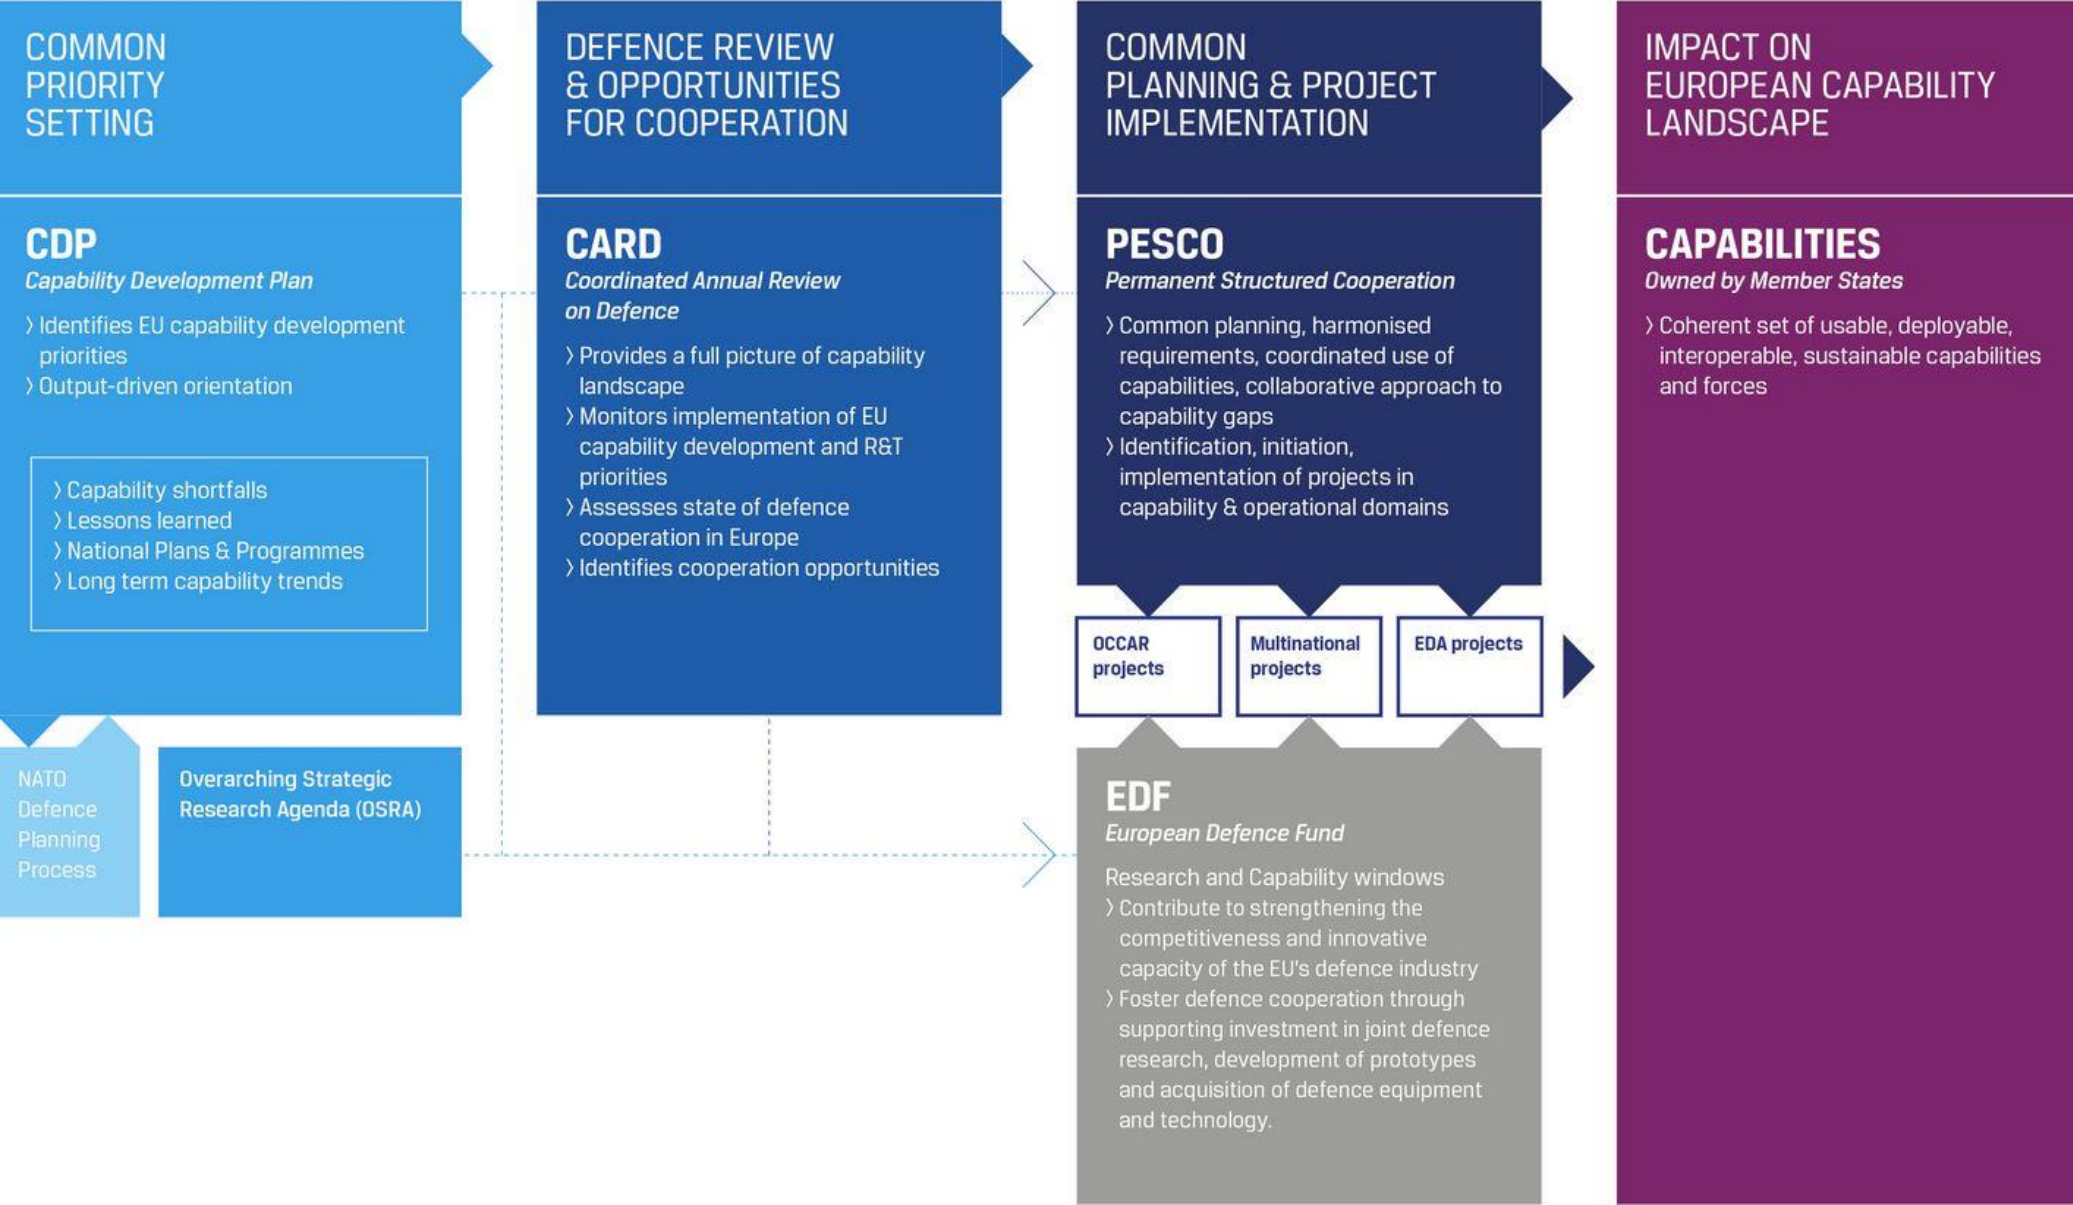 COMMON
PRIORITY
SETTING
CDP
Capability Development Plan
〉Identifies EU capability development
priorities
〉Output-driven orientation
〉Capability shortfalls
〉Lessons learned
〉National Plans & Programmes
〉Long term capability trends
NATO
Defence
Planning
Process
Overarching Strategic
Research Agenda (OSRA)
DEFENCE REVIEW
& OPPORTUNITIES
FOR COOPERATION
CARD
Coordinated Annual Review
on Defence
〉Provides a full picture of capability
landscape
〉Monitors implementation of EU
capability development and R&T
priorities
〉Assesses state of defence
cooperation in Europe
〉Identifies cooperation opportunities
COMMON
PLANNING & PROJECT
IMPLEMENTATION
PESCO
Permanent Structured Cooperation
〉Common planning, harmonised
requirements, coordinated use of
capabilities, collaborative approach to
capability gaps
〉Identification, initiation,
implementation of projects in
capability & operational domains
OCCAR
projects
Multinational
projects
EDA projects
EDF
European Defence Fund
Research and Capability windows
〉Contribute to strengthening the
competitiveness and innovative
capacity of the EU's defence industry
〉Foster defence cooperation through
supporting investment in joint defence
research, development of prototypes
and acquisition of defence equipment
and technology.
IMPACT ON
EUROPEAN CAPABILITY
LANDSCAPE
CAPABILITIES
Owned by Member States
〉Coherent set of usable, deployable,
interoperable, sustainable capabilities
and forces